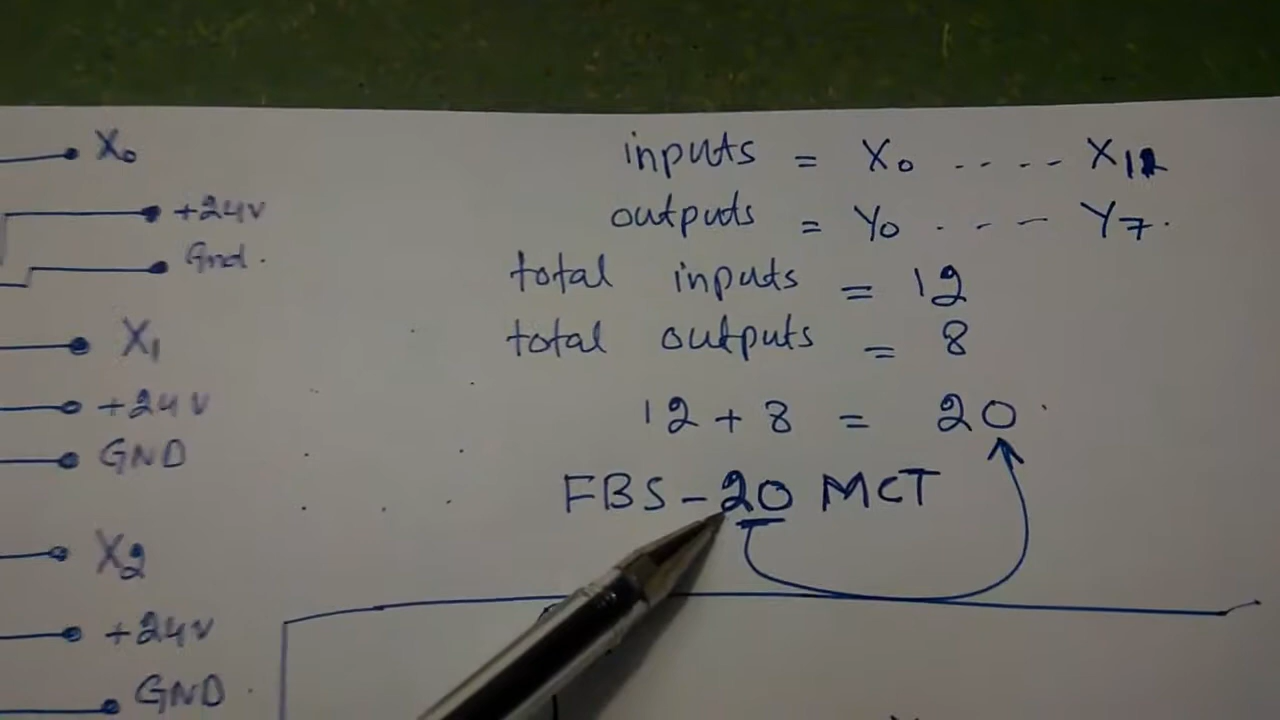 X0
+24V
Gnd.
X1
+24V
GND
X2
+24V
GND
inputs = X0 .... X11
outputs = Y0 ... Y7.
total inputs = 12
total outputs = 8
12 + 8 = 20
FBS-20 MCT